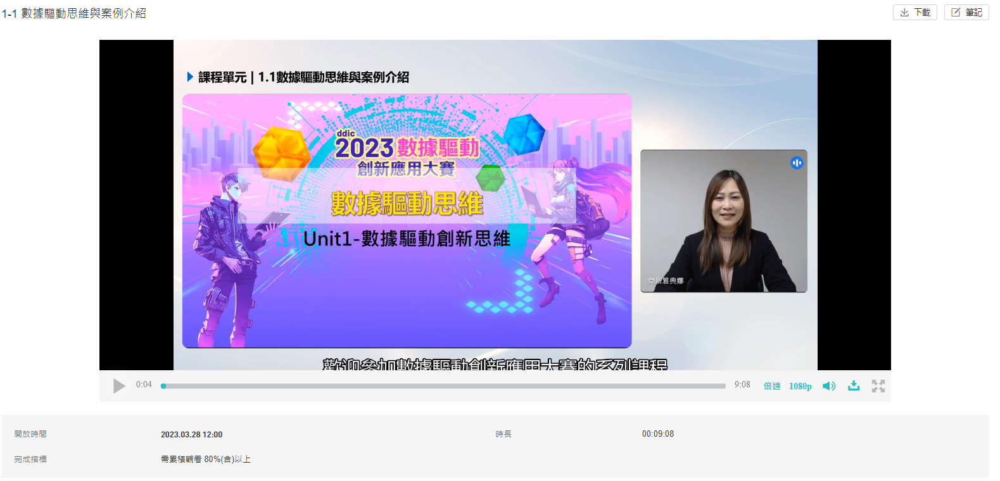 1-1 數據驅動思維與案例介紹
下載
筆記
課程單元 | 1.1數據驅動思維與案例介紹
ddic
2023數據驅動
創新應用大賽
數據驅動思維
Unit1-數據驅動創新思維
鼎新雅典娜
歡迎參加數據驅動創新應用大賽的系列課程
0:04
9:08
倍速
1080p
開放時間
2023.03.28 12:00
時長
00:09:08
完成指標
需累積觀看 80%(含)以上